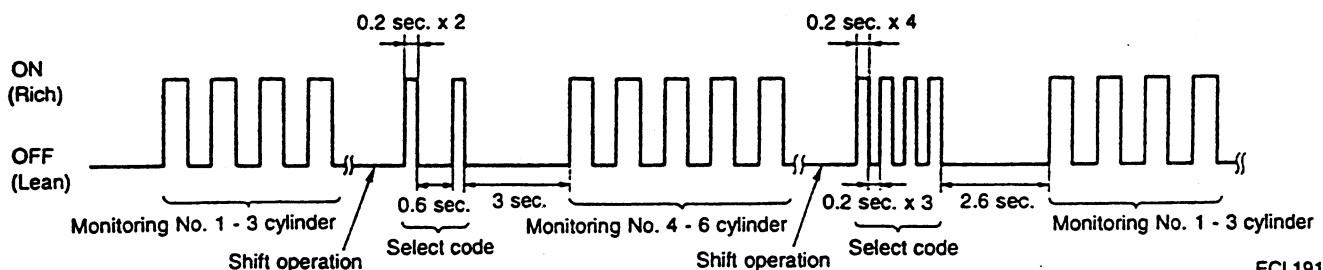 0.2 sec. x 2
0.2 sec. x 4
ON
(Rich)
OFF
(Lean)
0.6 sec.
3 sec.
0.2 sec. x 3
2.6 sec.
Monitoring No. 1 - 3 cylinder
Select code
Shift operation
Monitoring No. 4 - 6 cylinder
Select code
Shift operation
Monitoring No. 1 - 3 cylinder